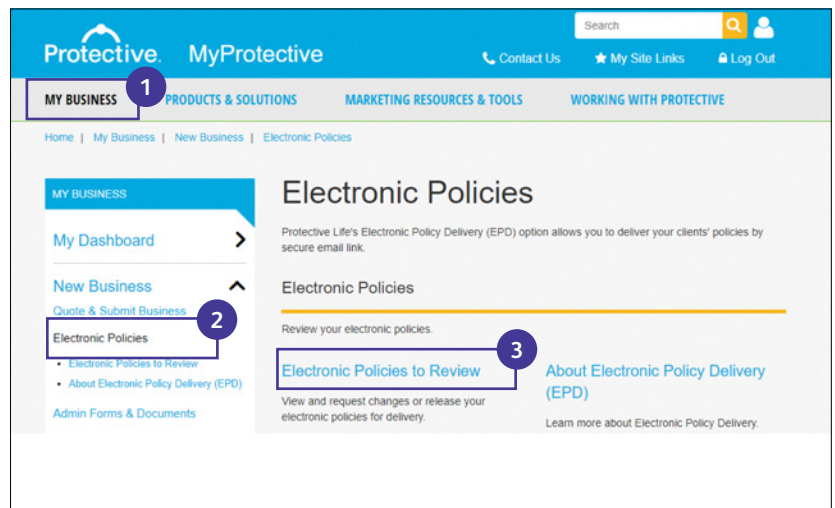 Search
Protective. MyProtective
Contact Us My Site Links Log Out
1
MY BUSINESS PRODUCTS & SOLUTIONS MARKETING RESOURCES & TOOLS WORKING WITH PROTECTIVE
Home | My Business | New Business | Electronic Policies
MY BUSINESS
My Dashboard
New Business
Quote & Submit Business
2
Electronic Policies
• Electronic Policies to Review
• About Electronic Policy Delivery (EPD)
Admin Forms & Documents
Electronic Policies
Protective Life's Electronic Policy Delivery (EPD) option allows you to deliver your clients' policies by
secure email link.
Electronic Policies
Review your electronic policies.
3
Electronic Policies to Review
View and request changes or release your
electronic policies for delivery.
About Electronic Policy Delivery
(EPD)
Learn more about Electronic Policy Delivery.